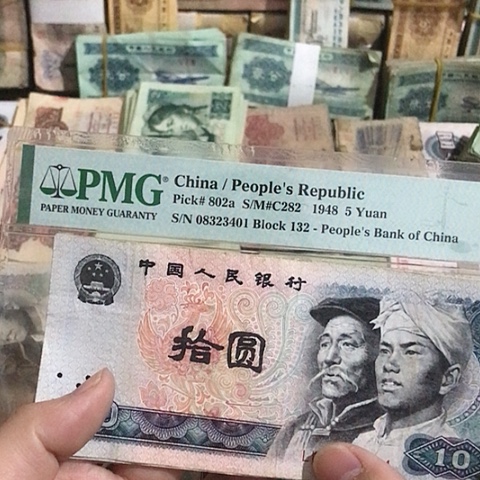 PMG®
PAPER MONEY GUARANTY
China / People's Republic
Pick# 802a S/M#C282 1948 5 Yuan
S/N 08323401 Block 132 - People's Bank of China
中国人民银行
拾圆
10